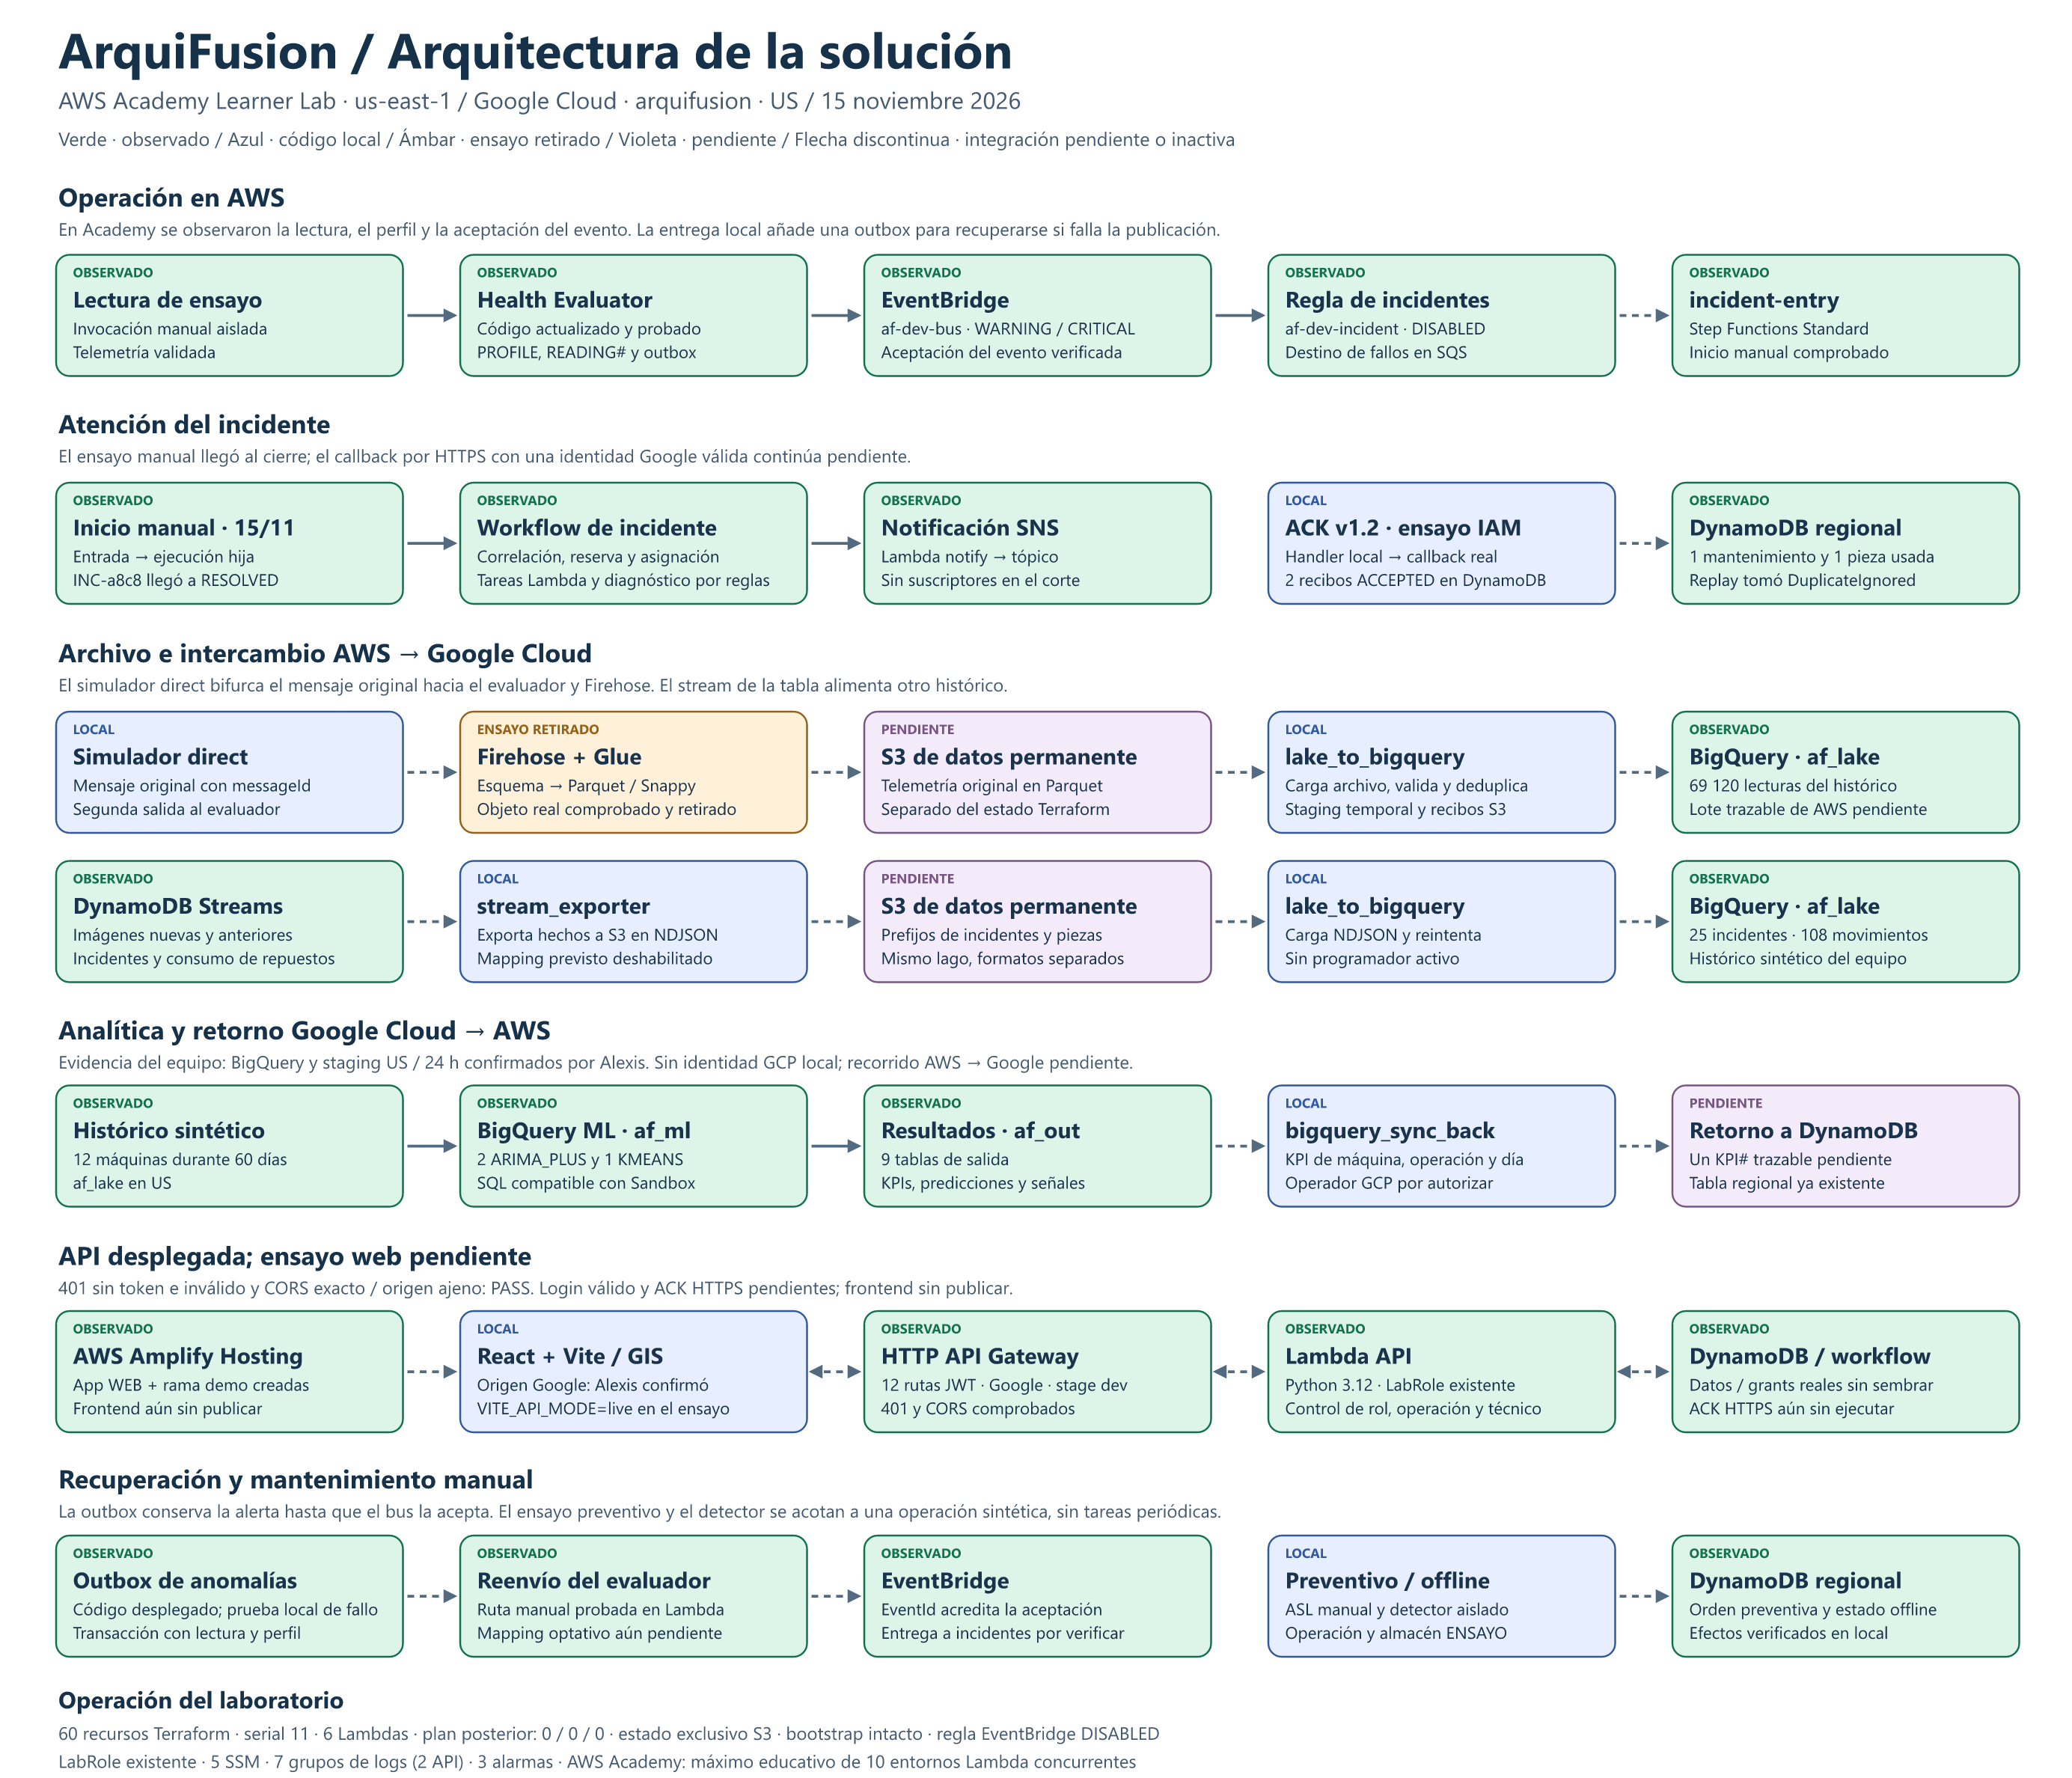 ArquiFusion / Arquitectura de la solución
AWS Academy Learner Lab · us-east-1 / Google Cloud · arquifusion · US / 15 noviembre 2026
Verde · observado / Azul · código local / Ámbar · ensayo retirado / Violeta · pendiente / Flecha discontinua · integración pendiente o inactiva
Operación en AWS
En Academy se observaron la lectura, el perfil y la aceptación del evento. La entrega local añade una outbox para recuperarse si falla la publicación.
OBSERVADO
Lectura de ensayo
Invocación manual aislada
Telemetría validada
OBSERVADO
Health Evaluator
Código actualizado y probado
PROFILE, READING# y outbox
OBSERVADO
EventBridge
af-dev-bus · WARNING / CRITICAL
Aceptación del evento verificada
OBSERVADO
Regla de incidentes
af-dev-incident · DISABLED
Destino de fallos en SQS
OBSERVADO
incident-entry
Step Functions Standard
Inicio manual comprobado
Atención del incidente
El ensayo manual llegó al cierre; el callback por HTTPS con una identidad Google válida continúa pendiente.
OBSERVADO
Inicio manual · 15/11
Entrada → ejecución hija
INC-a8c8 llegó a RESOLVED
OBSERVADO
Workflow de incidente
Correlación, reserva y asignación
Tareas Lambda y diagnóstico por reglas
OBSERVADO
Notificación SNS
Lambda notify → tópico
Sin suscriptores en el corte
LOCAL
ACK v1.2 · ensayo IAM
Handler local → callback real
2 recibos ACCEPTED en DynamoDB
OBSERVADO
DynamoDB regional
1 mantenimiento y 1 pieza usada
Replay tomó DuplicateIgnored
Archivo e intercambio AWS → Google Cloud
El simulador direct bifurca el mensaje original hacia el evaluador y Firehose. El stream de la tabla alimenta otro histórico.
LOCAL
Simulador direct
Mensaje original con messageId
Segunda salida al evaluador
ENSAYO RETIRADO
Firehose + Glue
Esquema → Parquet / Snappy
Objeto real comprobado y retirado
PENDIENTE
S3 de datos permanente
Telemetría original en Parquet
Separado del estado Terraform
LOCAL
lake_to_bigquery
Carga archivo, valida y deduplica
Staging temporal y recibos S3
OBSERVADO
BigQuery · af_lake
69 120 lecturas del histórico
Lote trazable de AWS pendiente
OBSERVADO
DynamoDB Streams
Imágenes nuevas y anteriores
Incidentes y consumo de repuestos
LOCAL
stream_exporter
Exporta hechos a S3 en NDJSON
Mapping previsto deshabilitado
PENDIENTE
S3 de datos permanente
Prefijos de incidentes y piezas
Mismo lago, formatos separados
LOCAL
lake_to_bigquery
Carga NDJSON y reintenta
Sin programador activo
OBSERVADO
BigQuery · af_lake
25 incidentes · 108 movimientos
Histórico sintético del equipo
Analítica y retorno Google Cloud → AWS
Evidencia del equipo: BigQuery y staging US / 24 h confirmados por Alexis. Sin identidad GCP local; recorrido AWS → Google pendiente.
OBSERVADO
Histórico sintético
12 máquinas durante 60 días
af_lake en US
OBSERVADO
BigQuery ML · af_ml
2 ARIMA_PLUS y 1 KMEANS
SQL compatible con Sandbox
OBSERVADO
Resultados · af_out
9 tablas de salida
KPIs, predicciones y señales
LOCAL
bigquery_sync_back
KPI de máquina, operación y día
Operador GCP por autorizar
PENDIENTE
Retorno a DynamoDB
Un KPI# trazable pendiente
Tabla regional ya existente
API desplegada; ensayo web pendiente
401 sin token e inválido y CORS exacto / origen ajeno: PASS. Login válido y ACK HTTPS pendientes; frontend sin publicar.
OBSERVADO
AWS Amplify Hosting
App WEB + rama demo creadas
Frontend aún sin publicar
LOCAL
React + Vite / GIS
Origen Google: Alexis confirmó
VITE_API_MODE=live en el ensayo
OBSERVADO
HTTP API Gateway
12 rutas JWT · Google · stage dev
401 y CORS comprobados
OBSERVADO
Lambda API
Python 3.12 · LabRole existente
Control de rol, operación y técnico
OBSERVADO
DynamoDB / workflow
Datos / grants reales sin sembrar
ACK HTTPS aún sin ejecutar
Recuperación y mantenimiento manual
La outbox conserva la alerta hasta que el bus la acepta. El ensayo preventivo y el detector se acotan a una operación sintética, sin tareas periódicas.
OBSERVADO
Outbox de anomalías
Código desplegado; prueba local de fallo
Transacción con lectura y perfil
OBSERVADO
Reenvío del evaluador
Ruta manual probada en Lambda
Mapping optativo aún pendiente
OBSERVADO
EventBridge
EventId acredita la aceptación
Entrega a incidentes por verificar
LOCAL
Preventivo / offline
ASL manual y detector aislado
Operación y almacén ENSAYO
OBSERVADO
DynamoDB regional
Orden preventiva y estado offline
Efectos verificados en local
Operación del laboratorio
60 recursos Terraform · serial 11 · 6 Lambdas · plan posterior: 0 / 0 / 0 · estado exclusivo S3 · bootstrap intacto · regla EventBridge DISABLED
LabRole existente · 5 SSM · 7 grupos de logs (2 API) · 3 alarmas · AWS Academy: máximo educativo de 10 entornos Lambda concurrentes